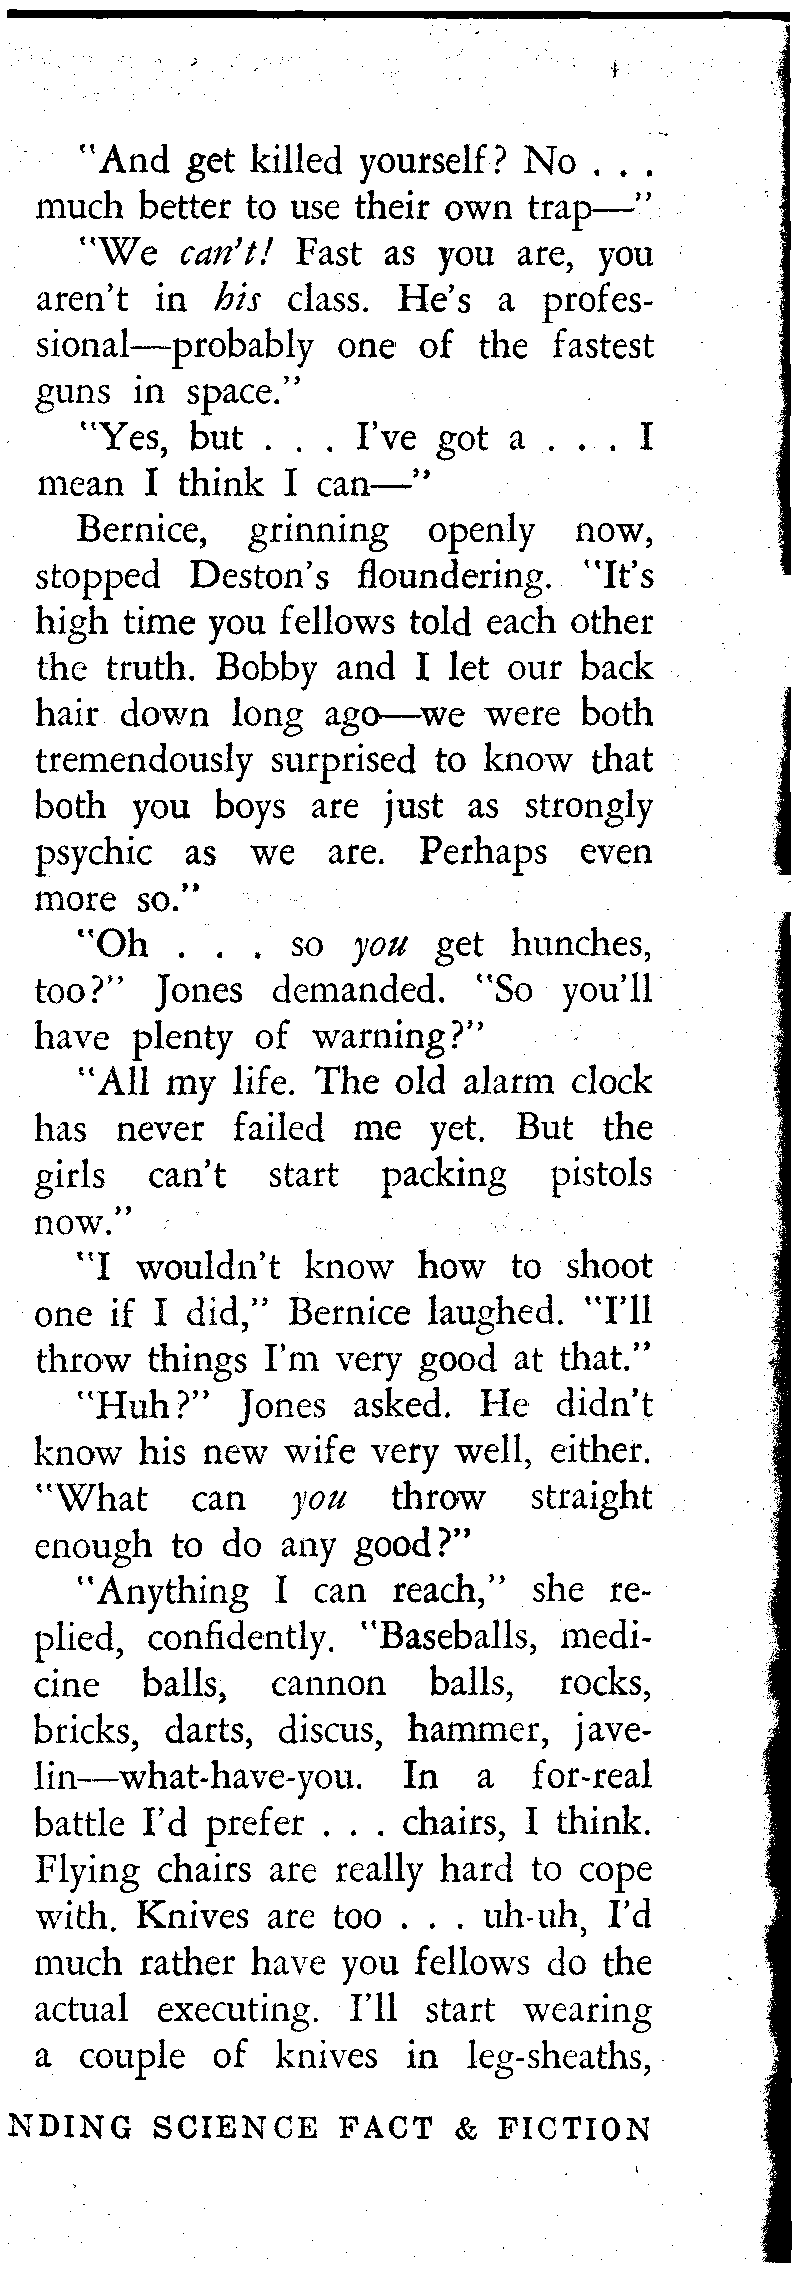 "And get killed yourself? No . . .
much better to use their own trap—"
"We can't! Fast as you are, you
aren't in his class. He's a profes-
sional—probably one of the fastest
guns in space."
"Yes, but . . . I've got a . . . I
mean I think I can—"
Bernice, grinning openly now,
stopped Deston's floundering. "It's
high time you fellows told each other
the truth. Bobby and I let our back
hair down long ago—we were both
tremendously surprised to know that
both you boys are just as strongly
psychic as we are. Perhaps even
more so."
"Oh . . . so you get hunches,
too?" Jones demanded. "So you'll
have plenty of warning?"
"All my life. The old alarm clock
has never failed me yet. But the
girls can't start packing pistols
now."
"I wouldn't know how to shoot
one if I did," Bernice laughed. "I'll
throw things I'm very good at that."
"Huh?" Jones asked. He didn't
know his new wife very well, either.
"What can you throw straight
enough to do any good?"
"Anything I can reach," she re-
plied, confidently. "Baseballs, medi-
cine balls, cannon balls, rocks,
bricks, darts, discus, hammer, jave-
lin—what-have-you. In a for-real
battle I'd prefer . . . chairs, I think.
Flying chairs are really hard to cope
with. Knives are too . . . uh-uh, I'd
much rather have you fellows do the
actual executing. I'll start wearing
a couple of knives in leg-sheaths,
NDING SCIENCE FACT & FICTION